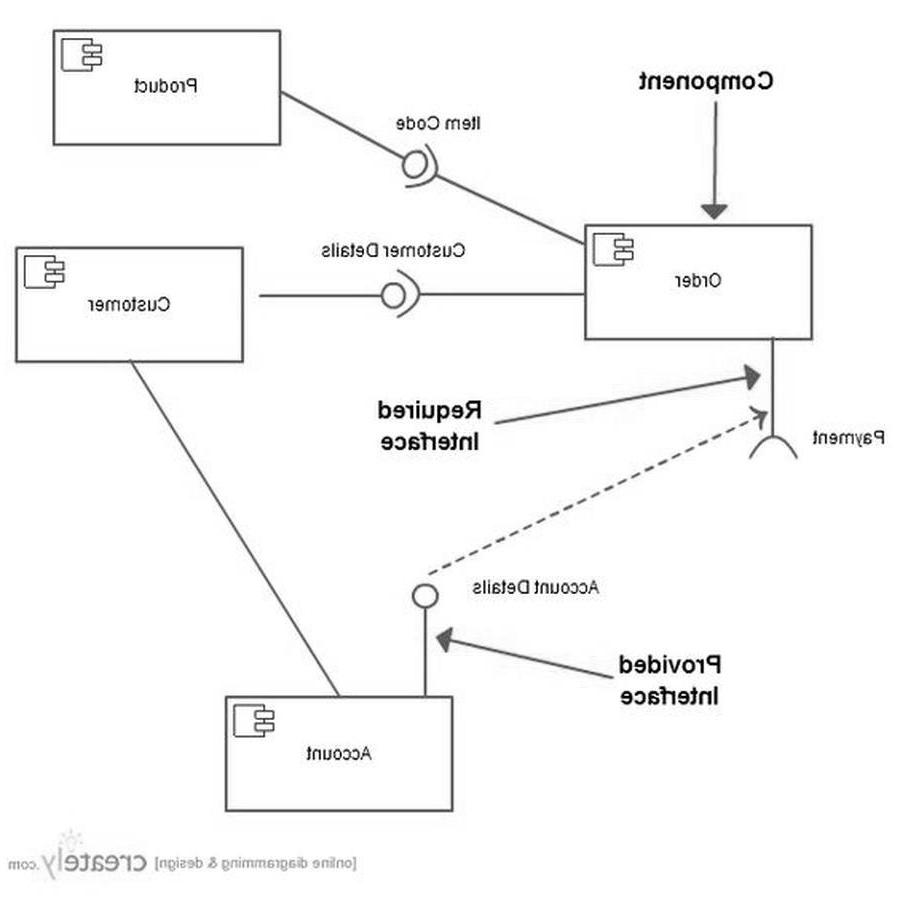 Product
Component
Item Code
Customer Details
Order
Customer
Required
Interface
Payment
Account Details
Provided
Interface
Account
creately.com [online diagramming & design]